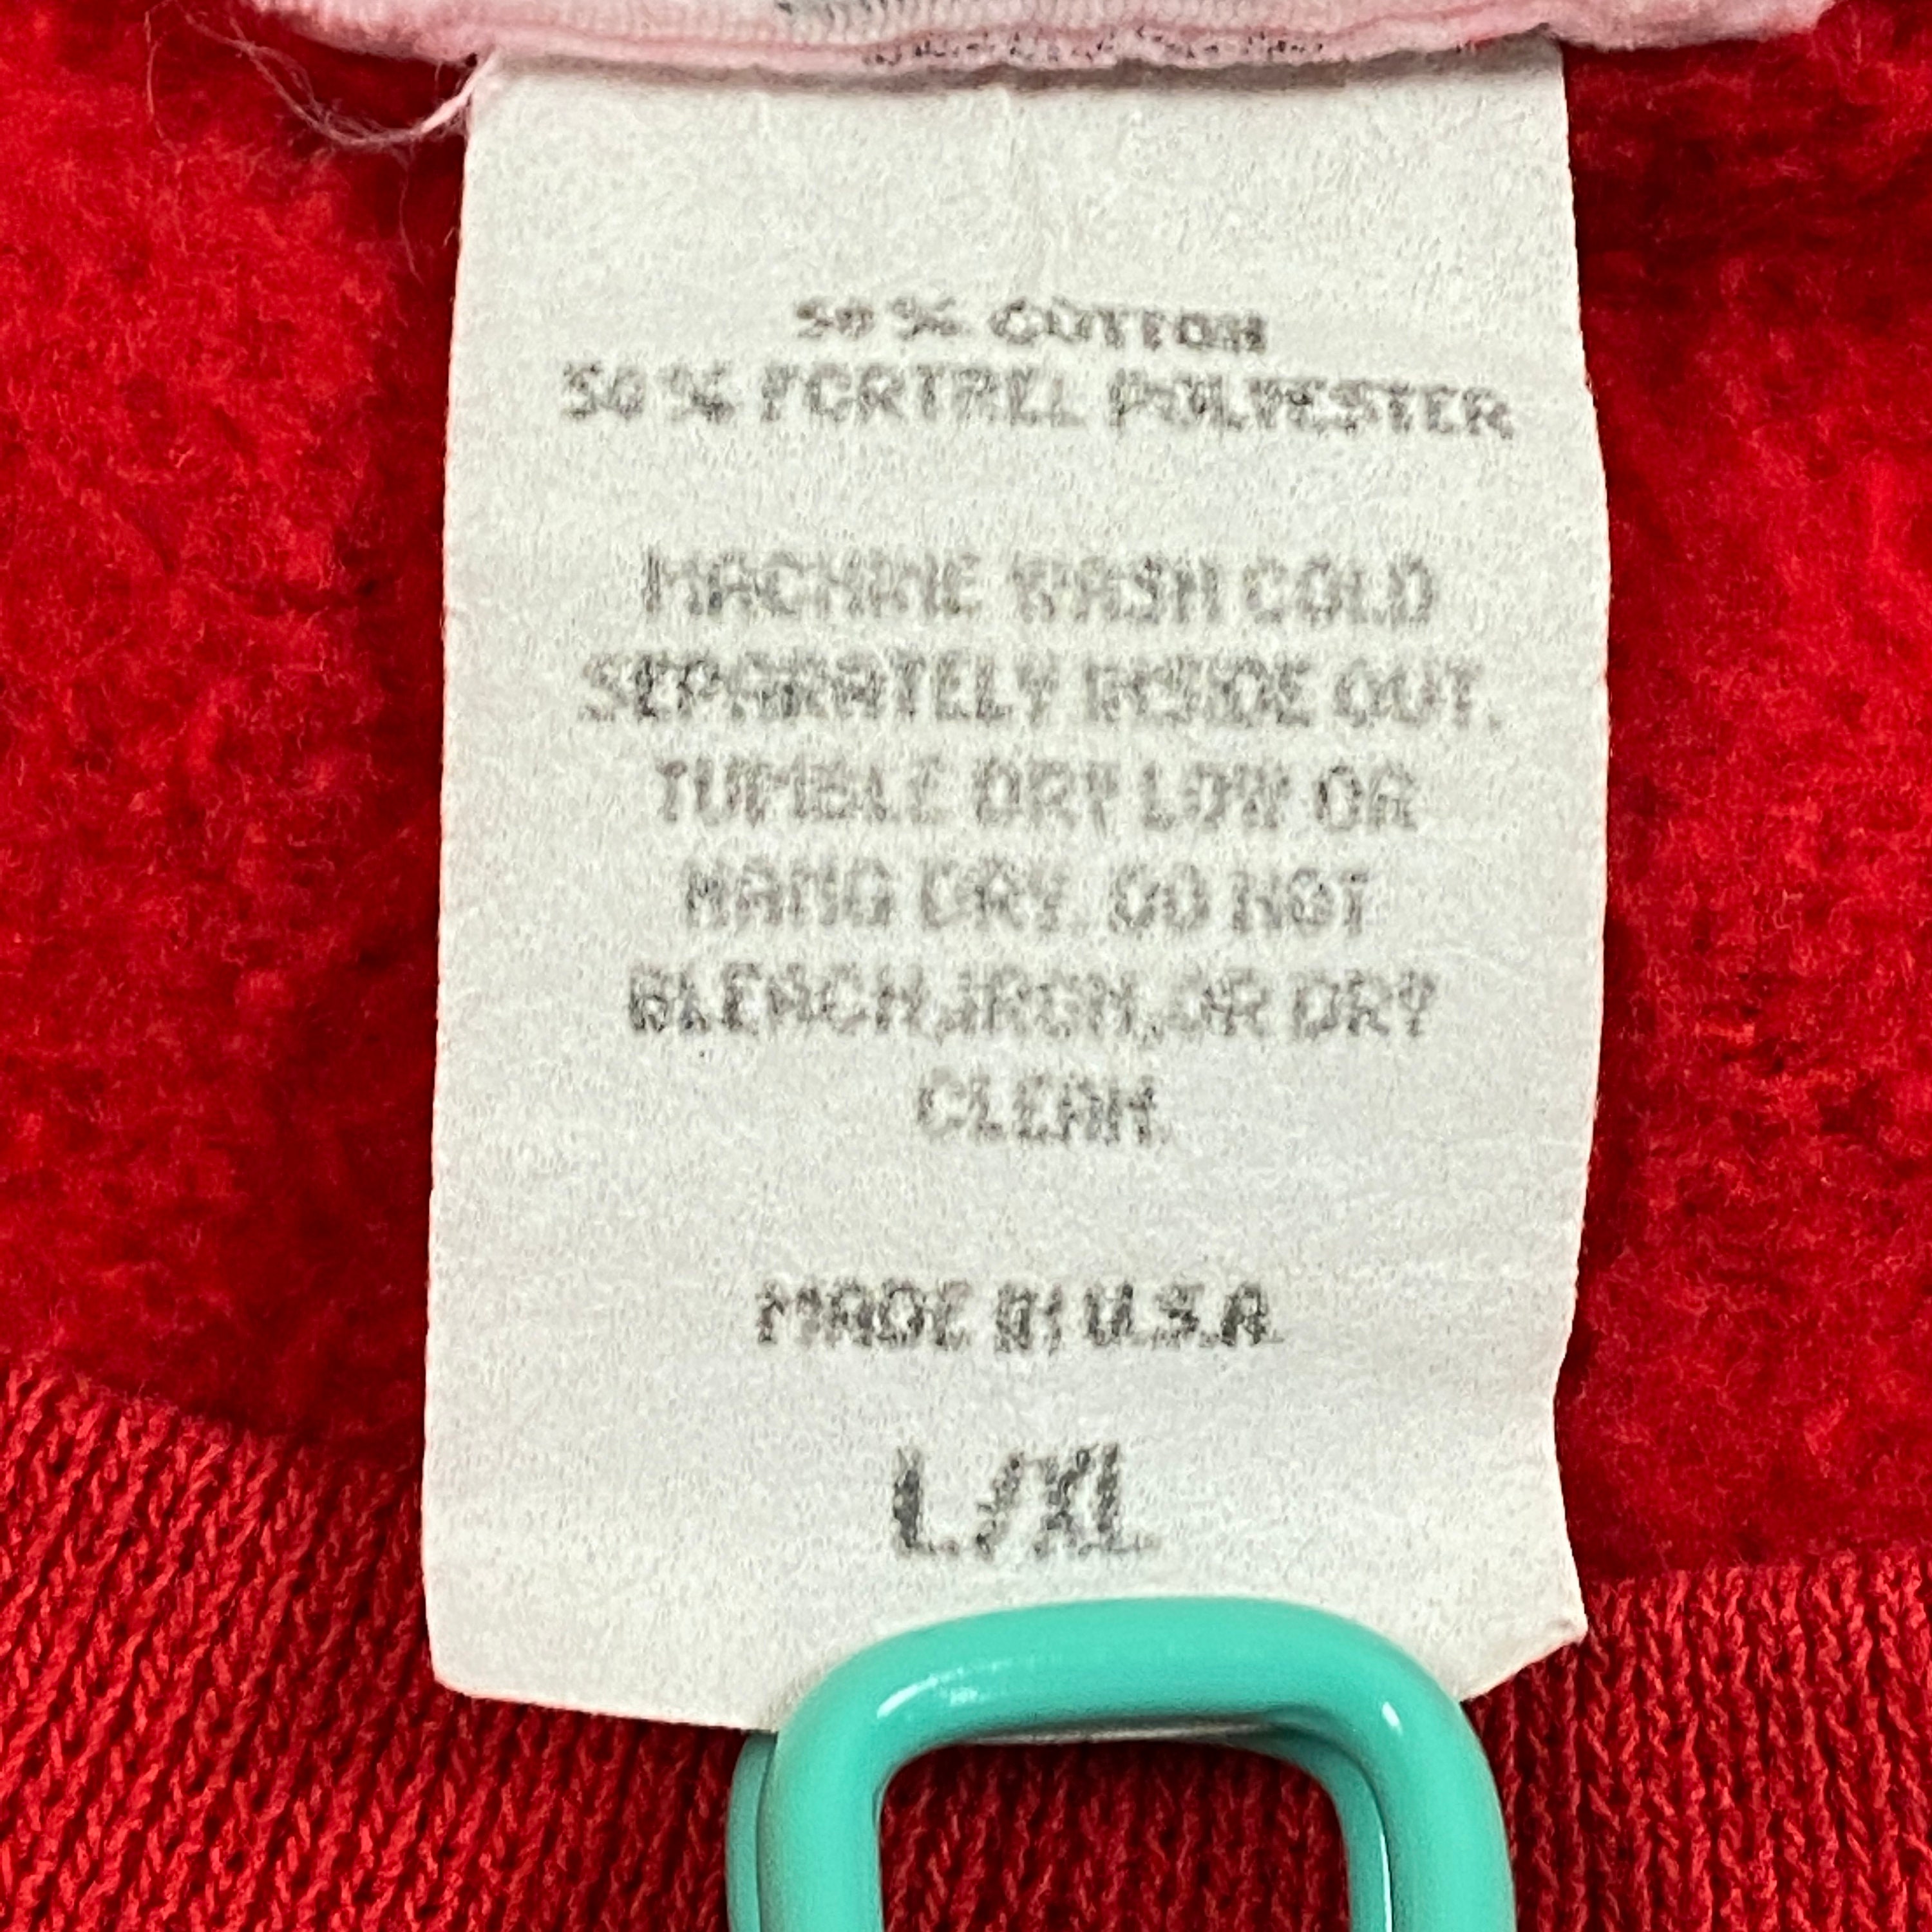 50% COTTON
50% FORTREL POLYESTER
MACHINE WASH COLD
SEPARATELY INSIDE OUT.
TUMBLE DRY LOW OR
HANG DRY. DO NOT
BLEACH, IRON, OR DRY
CLEAN.
MADE IN U.S.A.
L/XL